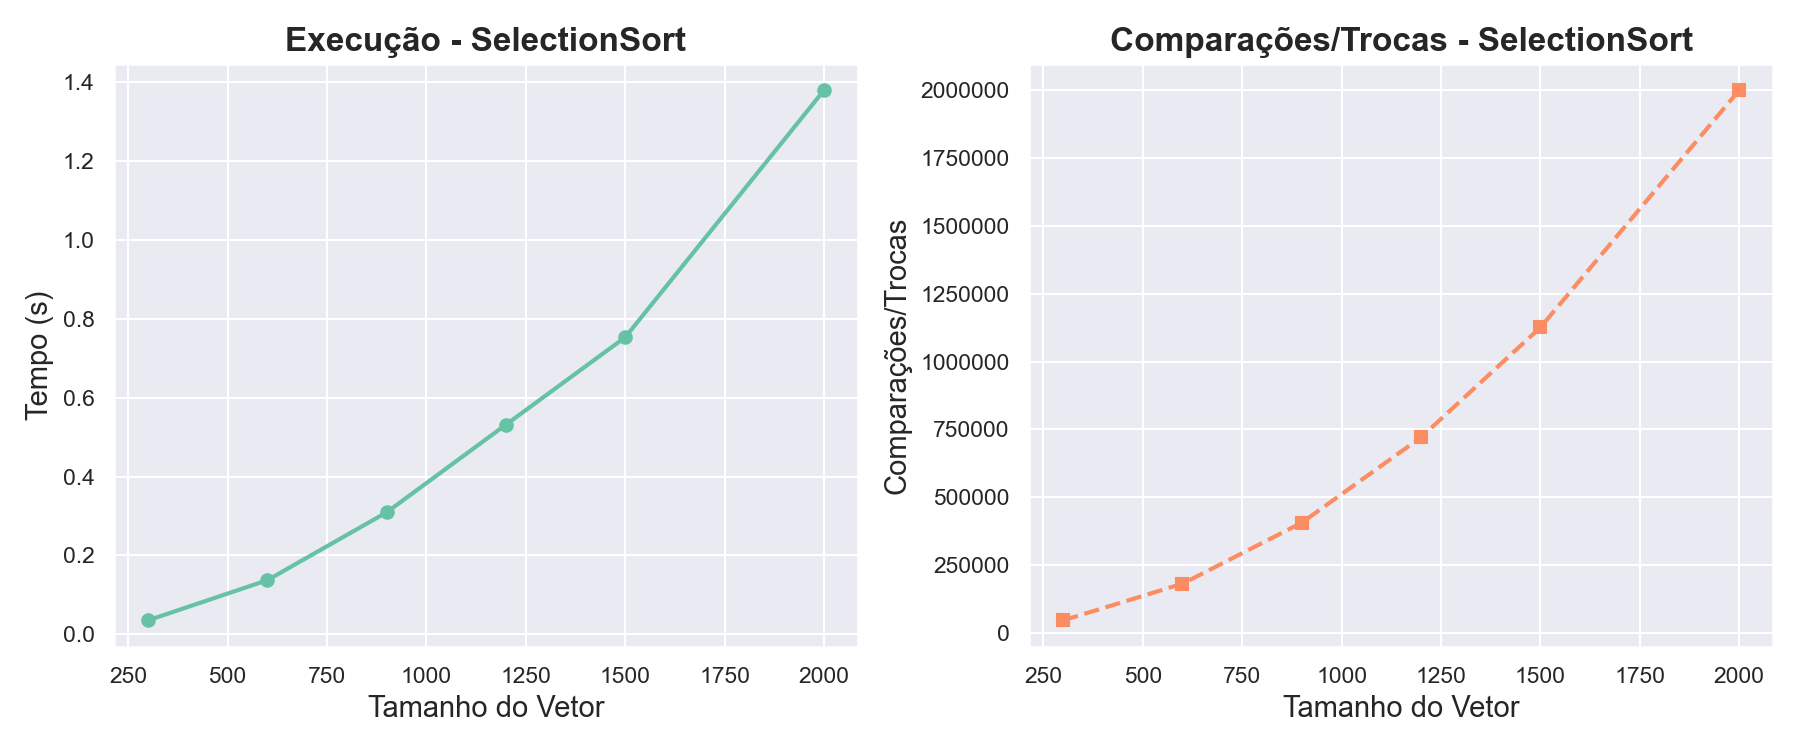 Execução - SelectionSort
1.4
1.2
1.0
0.8
0.6
0.4
0.2
0.0
Tempo (s)
250 500 750 1000 1250 1500 1750 2000
Tamanho do Vetor
Comparações/Trocas - SelectionSort
2000000
1750000
1500000
1250000
1000000
750000
500000
250000
0
Comparações/Trocas
250 500 750 1000 1250 1500 1750 2000
Tamanho do Vetor